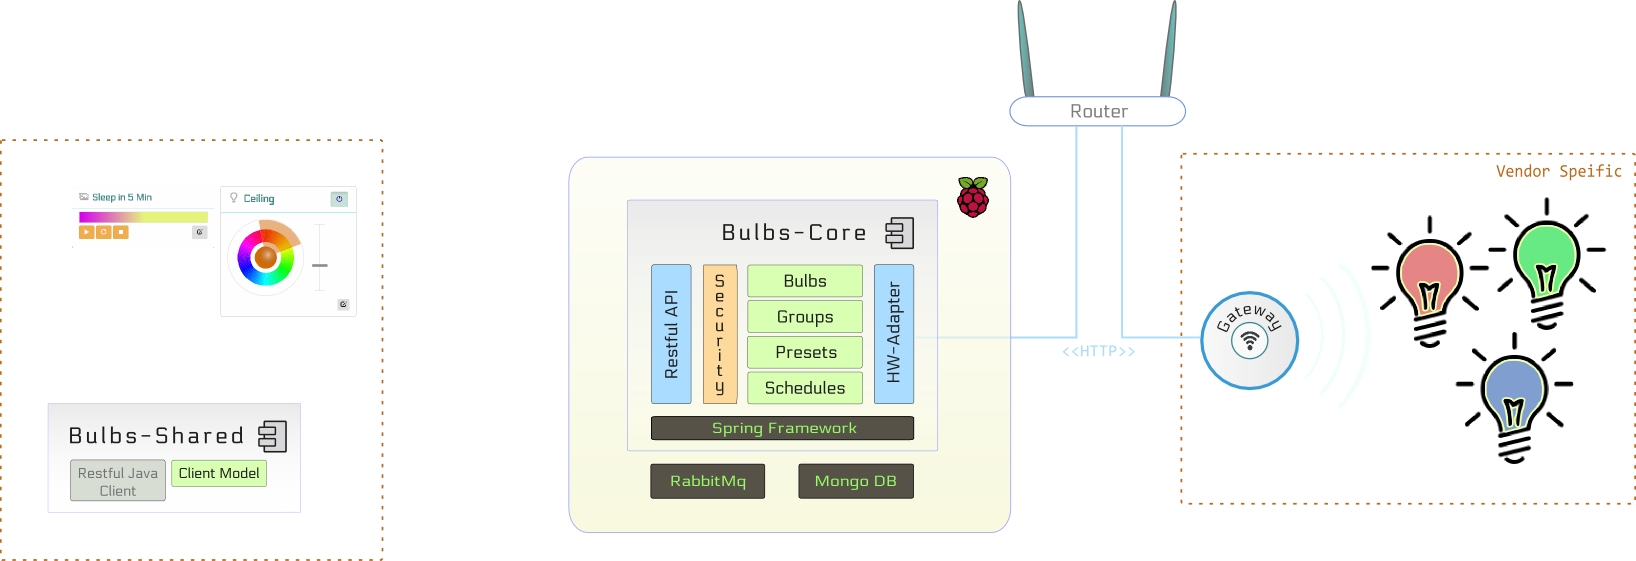 Router
Vendor Speific
Sleep in 5 Min
Ceiling
Bulbs-Core
Restful API
Security
Bulbs
Groups
Presets
Schedules
HW-Adapter
Spring Framework
RabbitMq
Mongo DB
<<HTTP>>
Gateway
Bulbs-Shared
Restful Java
Client
Client Model